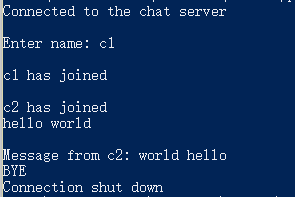 Connected to the chat server
Enter name: c1
c1 has joined
c2 has joined
hello world
Message from c2: world hello
BYE
Connection shut down